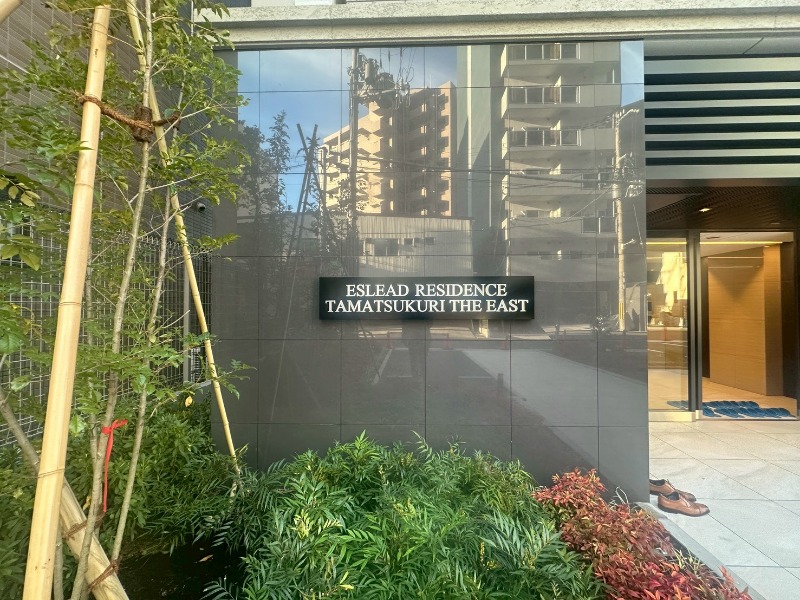 ESLEAD RESIDENCE
TAMATSUKURI THE EAST